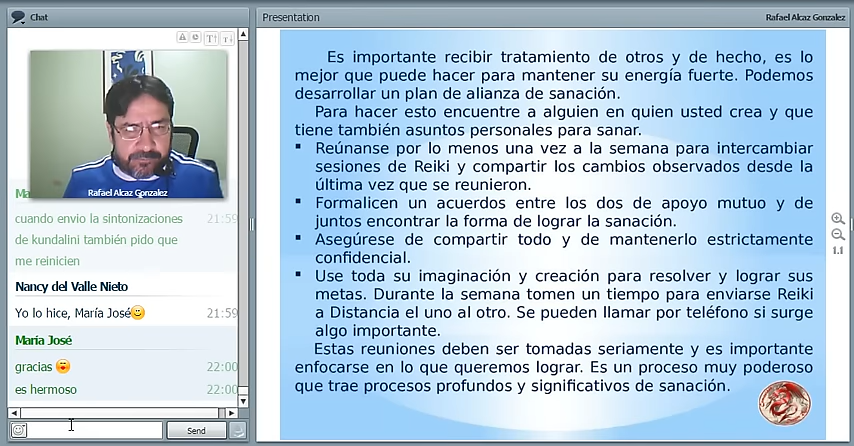 Chat
Rafael Alcaz Gonzalez
Ma
cuando envio la sintonizaciones 21:59
de kundalini también pido que
me reinicien
Nancy del Valle Nieto
Yo lo hice, María José 21:59
María José
gracias 22:00
es hermoso 22:00
Send
Presentation
Rafael Alcaz Gonzalez
Es importante recibir tratamiento de otros y de hecho, es lo
mejor que puede hacer para mantener su energía fuerte. Podemos
desarrollar un plan de alianza de sanación.
Para hacer esto encuentre a alguien en quien usted crea y que
tiene también asuntos personales para sanar.
▪ Reúnanse por lo menos una vez a la semana para intercambiar
sesiones de Reiki y compartir los cambios observados desde la
última vez que se reunieron.
▪ Formalicen un acuerdos entre los dos de apoyo mutuo y de
juntos encontrar la forma de lograr la sanación.
▪ Asegúrese de compartir todo y de mantenerlo estrictamente
confidencial.
▪ Use toda su imaginación y creación para resolver y lograr sus
metas. Durante la semana tomen un tiempo para enviarse Reiki
a Distancia el uno al otro. Se pueden llamar por teléfono si surge
algo importante.
Estas reuniones deben ser tomadas seriamente y es importante
enfocarse en lo que queremos lograr. Es un proceso muy poderoso
que trae procesos profundos y significativos de sanación.
1:1